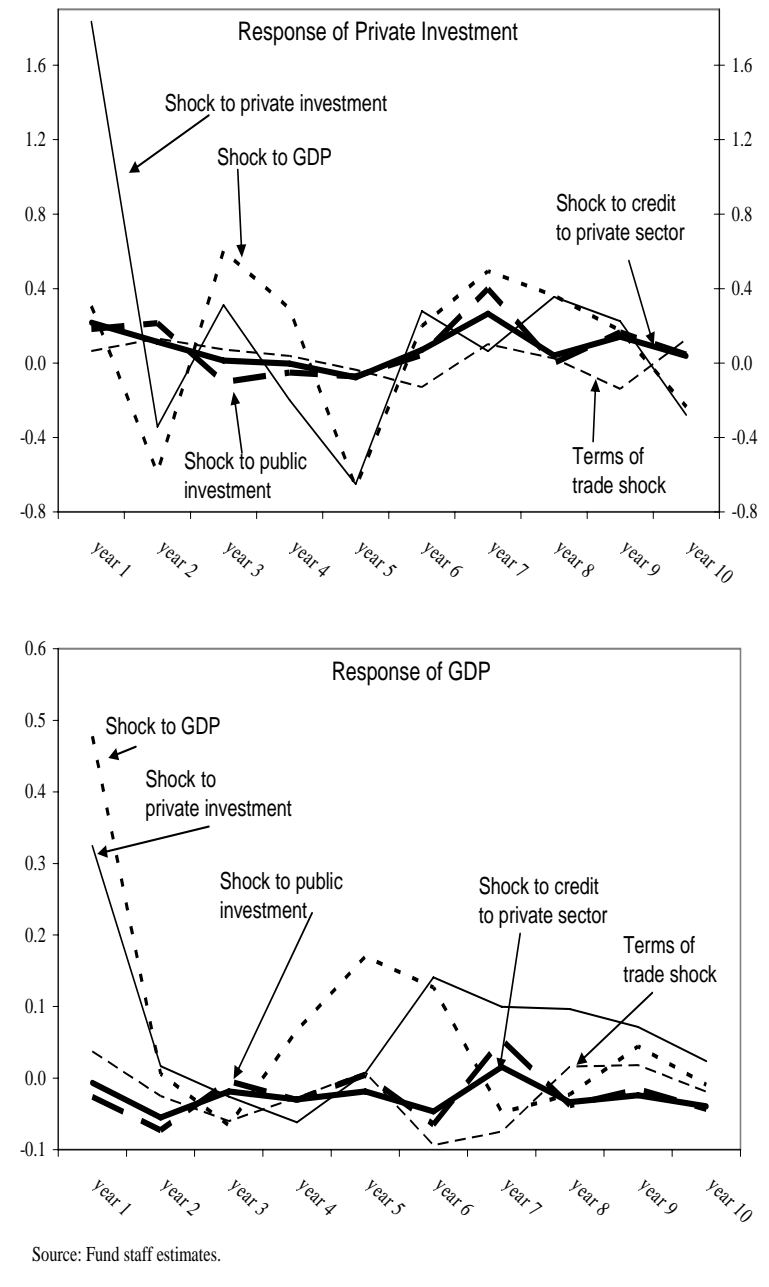 Response of Private Investment
1.6 1.6
Shock to private investment
1.2 1.2
Shock to GDP
Shock to credit
to private sector
0.8 0.8
0.4 0.4
0.0 0.0
-0.4 -0.4
Shock to public
investment
Terms of
trade shock
-0.8 -0.8
year 1 year 2 year 3 year 4 year 5 year 6 year 7 year 8 year 9 year 10
0.6
Response of GDP
0.5
Shock to GDP
Shock to
private investment
0.4
0.3
Shock to public
investment
Shock to credit
to private sector
0.2
Terms of
trade shock
0.1
0.0
-0.1
year 1 year 2 year 3 year 4 year 5 year 6 year 7 year 8 year 9 year 10
Source: Fund staff estimates.